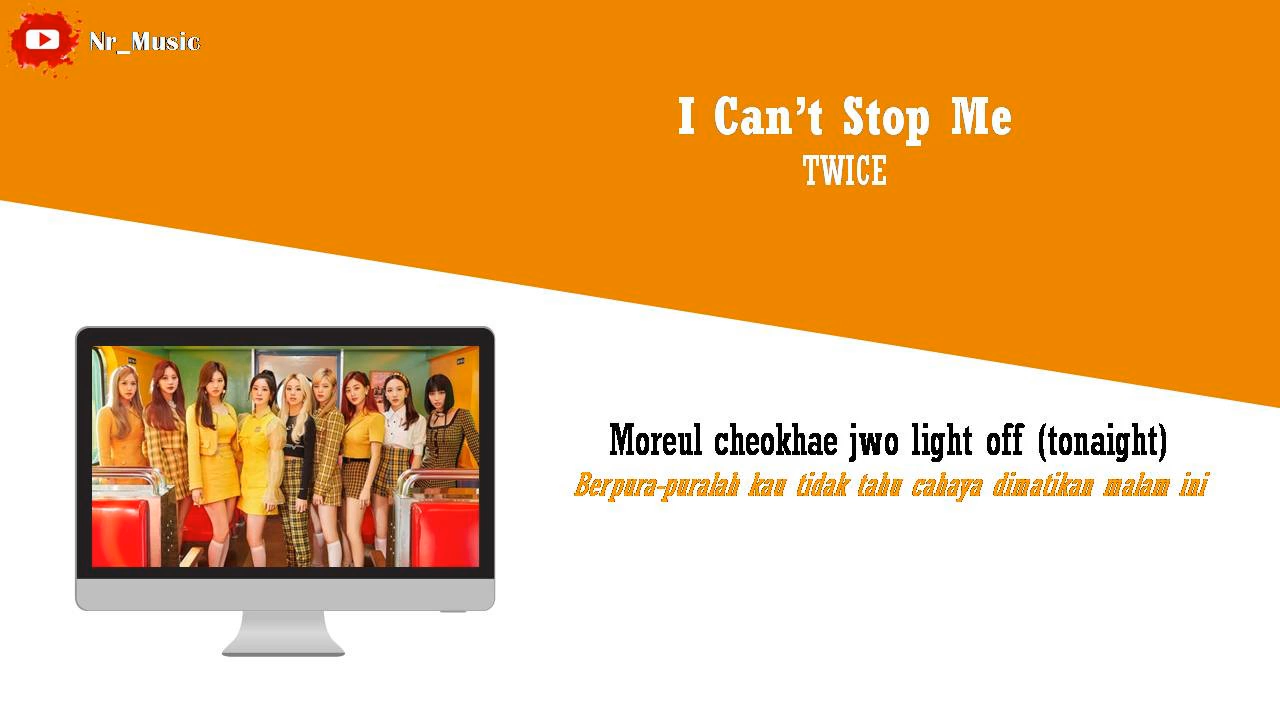 Nr_Music
I Can't Stop Me
TWICE
Moreul cheokhae jwo light off (tonaight)
Berpura-puralah kau tidak tahu cahaya dimatikan malam ini